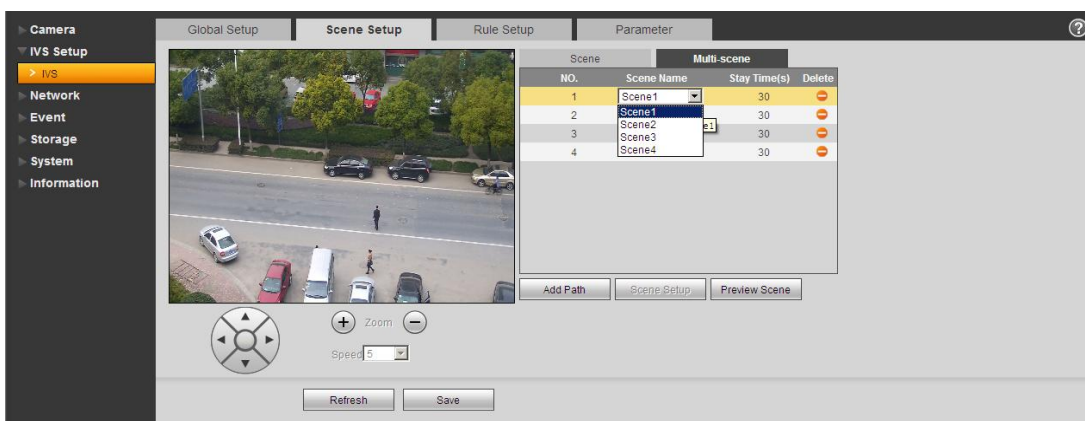 Camera
IVS Setup
> IVS
Network
Event
Storage
System
Information
Global Setup Scene Setup Rule Setup Parameter
?
Scene Multi-scene
NO. Scene Name Stay Time(s) Delete
1 Scene1 30
2 30
3 30
4 30
Scene1
Scene2
Scene3
Scene4
e1
Add Path Scene Setup Preview Scene
+ Zoom −
Speed 5
Refresh Save